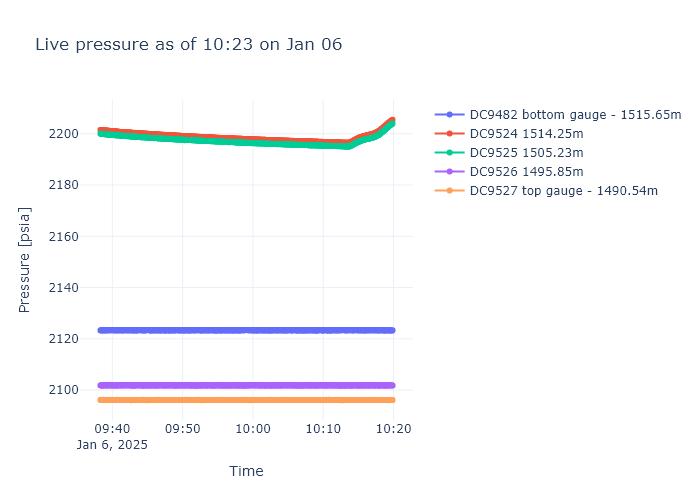 Live pressure as of 10:23 on Jan 06
DC9482 bottom gauge - 1515.65m
DC9524 1514.25m
DC9525 1505.23m
DC9526 1495.85m
DC9527 top gauge - 1490.54m
Pressure [psia]
2200
2180
2160
2140
2120
2100
09:40 09:50 10:00 10:10 10:20
Jan 6, 2025
Time